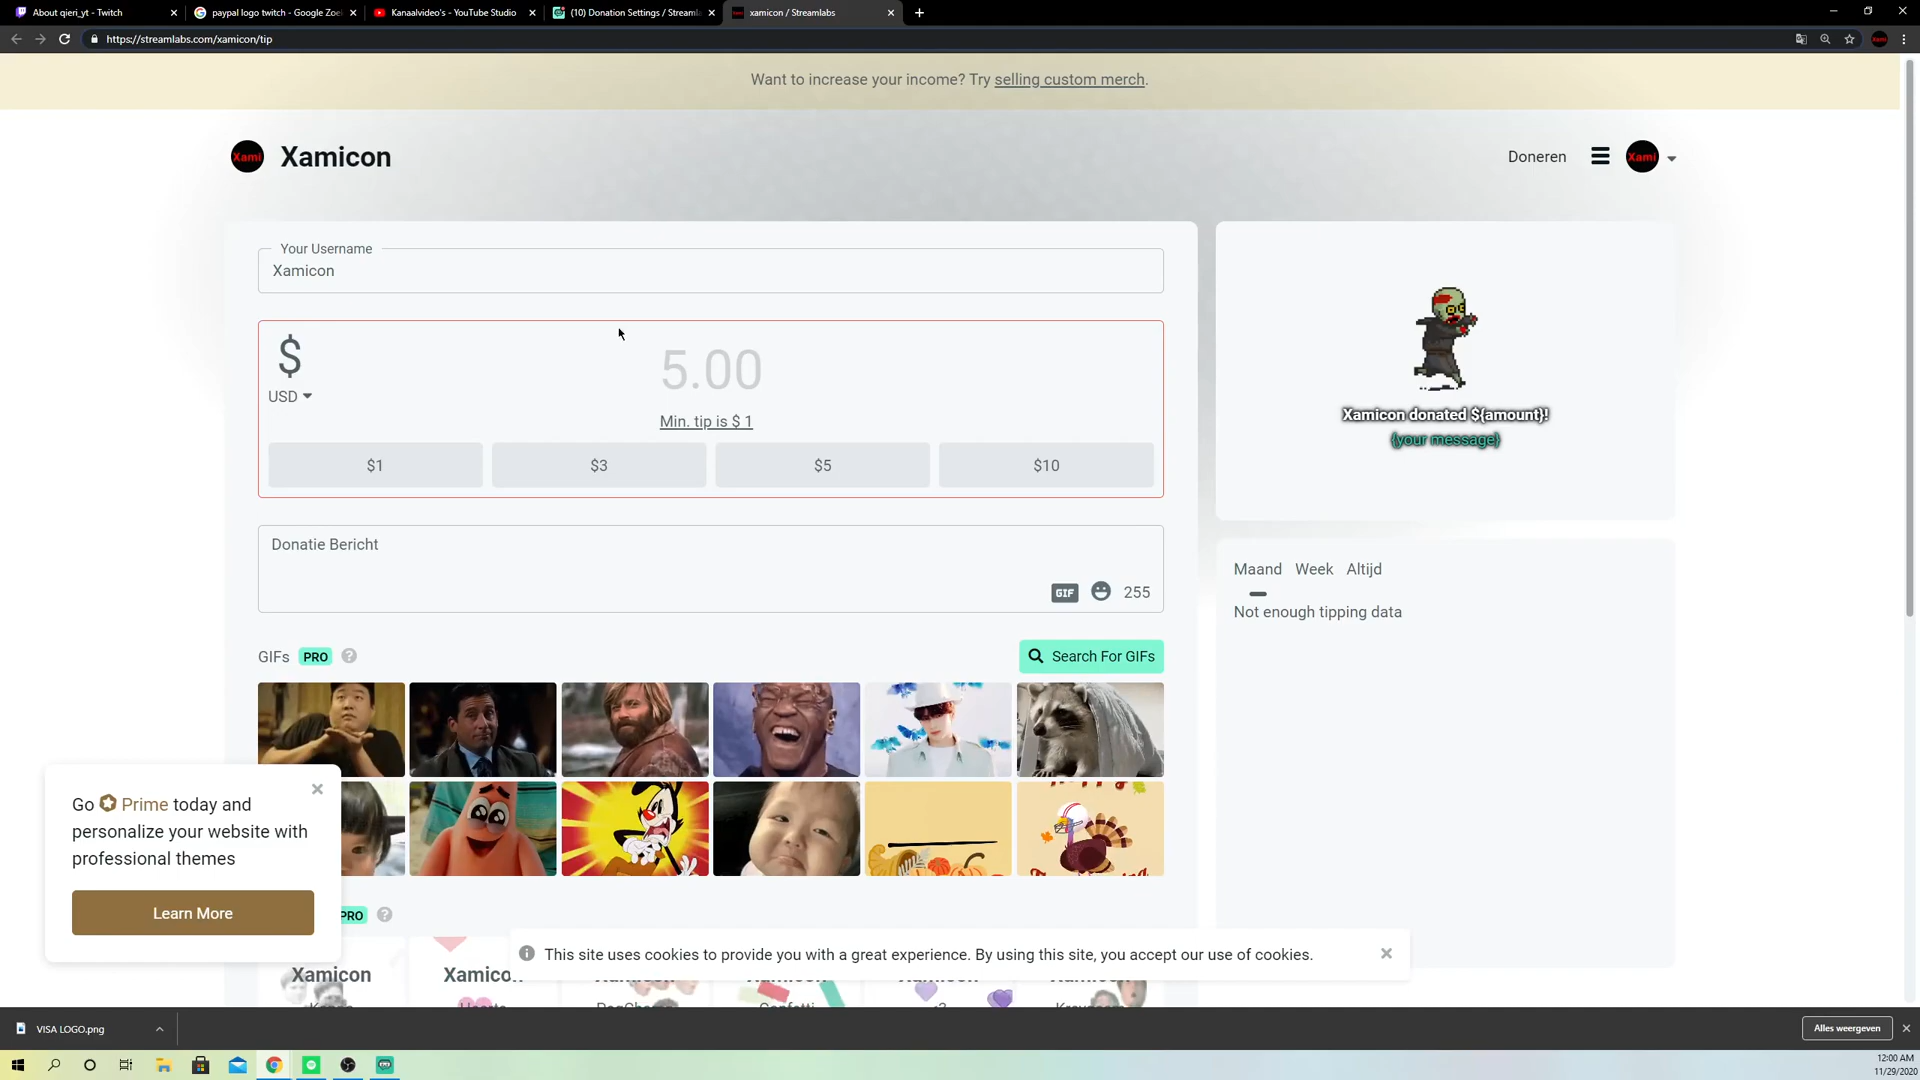 About qieri_yt - Twitch
paypal logo twitch - Google Zoe
Kanaalvideo's - YouTube Studio
(10) Donation Settings / Streamla
xamicon / Streamlabs
https://streamlabs.com/xamicon/tip
Want to increase your income? Try selling custom merch.
Xami
Xamicon
Doneren
Xami
Your Username
Xamicon
$
USD
5.00
Min. tip is $ 1
$1
$3
$5
$10
Xamicon donated ${amount}!
{your message}
Donatie Bericht
GIF
255
Maand Week Altijd
Not enough tipping data
GIFs PRO
Search For GIFs
Go Prime today and
personalize your website with
professional themes
Learn More
PRO
This site uses cookies to provide you with a great experience. By using this site, you accept our use of cookies.
Xamicon
Xamico
VISA LOGO.png
Alles weergeven
12:00 AM
11/29/2020